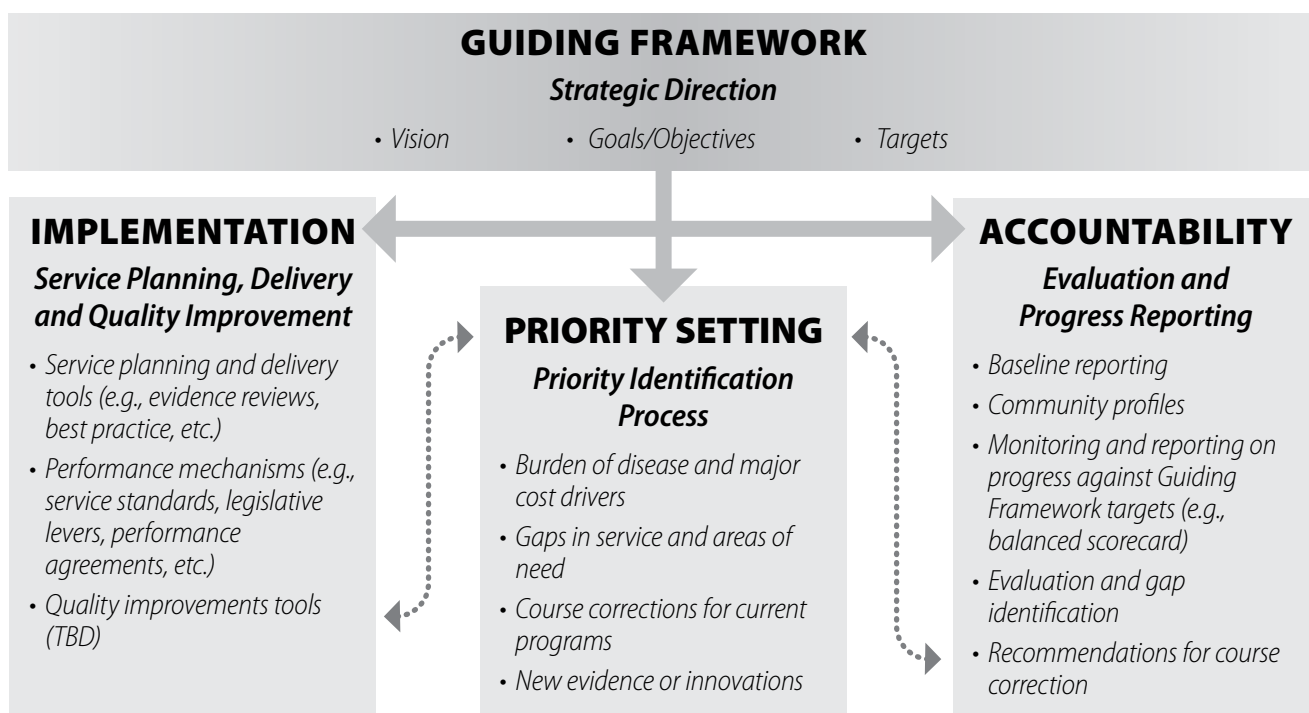 GUIDING FRAMEWORK
Strategic Direction
• Vision • Goals/Objectives • Targets
IMPLEMENTATION
Service Planning, Delivery
and Quality Improvement
• Service planning and delivery
tools (e.g., evidence reviews,
best practice, etc.)
• Performance mechanisms (e.g.,
service standards, legislative
levers, performance
agreements, etc.)
• Quality improvements tools
(TBD)
PRIORITY SETTING
Priority Identification
Process
• Burden of disease and major
cost drivers
• Gaps in service and areas of
need
• Course corrections for current
programs
• New evidence or innovations
ACCOUNTABILITY
Evaluation and
Progress Reporting
• Baseline reporting
• Community profiles
• Monitoring and reporting on
progress against Guiding
Framework targets (e.g.,
balanced scorecard)
• Evaluation and gap
identification
• Recommendations for course
correction